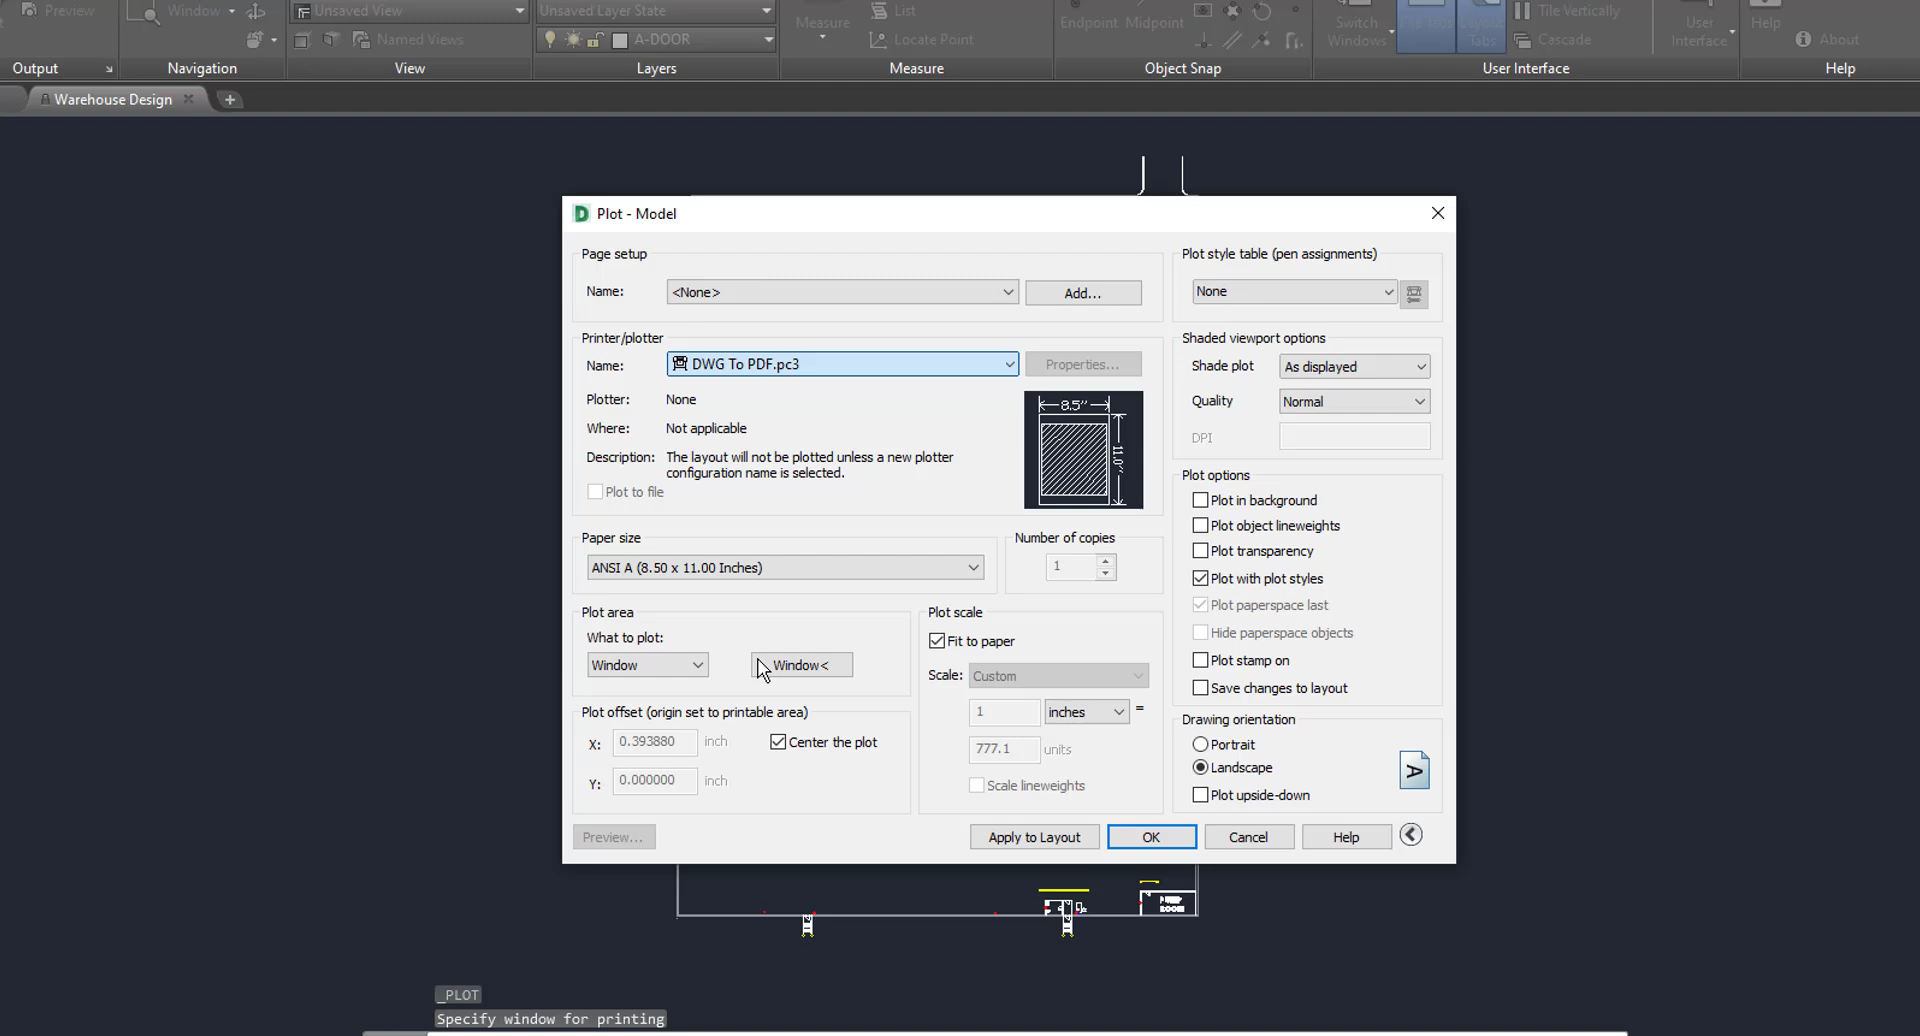 Preview
Window
Unsaved View
Unsaved Layer State
Measure
List
Endpoint
Midpoint
Switch
Windows
Tabs
Tile Vertically
User
Interface
Help
Named Views
A-DOOR
Locate Point
Cascade
About
Output
Navigation
View
Layers
Measure
Object Snap
User Interface
Help
Warehouse Design
Plot - Model
Page setup
Name:
<None>
Add...
Plot style table (pen assignments)
None
Printer/plotter
Name:
DWG To PDF.pc3
Properties...
Plotter:
None
Where:
Not applicable
Description:
The layout will not be plotted unless a new plotter
configuration name is selected.
Plot to file
8.5"
11.0"
Shaded viewport options
Shade plot
As displayed
Quality
Normal
DPI
Paper size
ANSI A (8.50 x 11.00 Inches)
Number of copies
1
Plot options
Plot in background
Plot object lineweights
Plot transparency
Plot with plot styles
Plot paperspace last
Hide paperspace objects
Plot stamp on
Save changes to layout
Plot area
What to plot:
Window
Window<
Plot scale
Fit to paper
Scale:
Custom
1
inches
=
777.1
units
Scale lineweights
Plot offset (origin set to printable area)
X:
0.393880
inch
Center the plot
Y:
0.000000
inch
Drawing orientation
Portrait
Landscape
Plot upside-down
A
Preview...
Apply to Layout
OK
Cancel
Help
ROOM
_PLOT
Specify window for printing